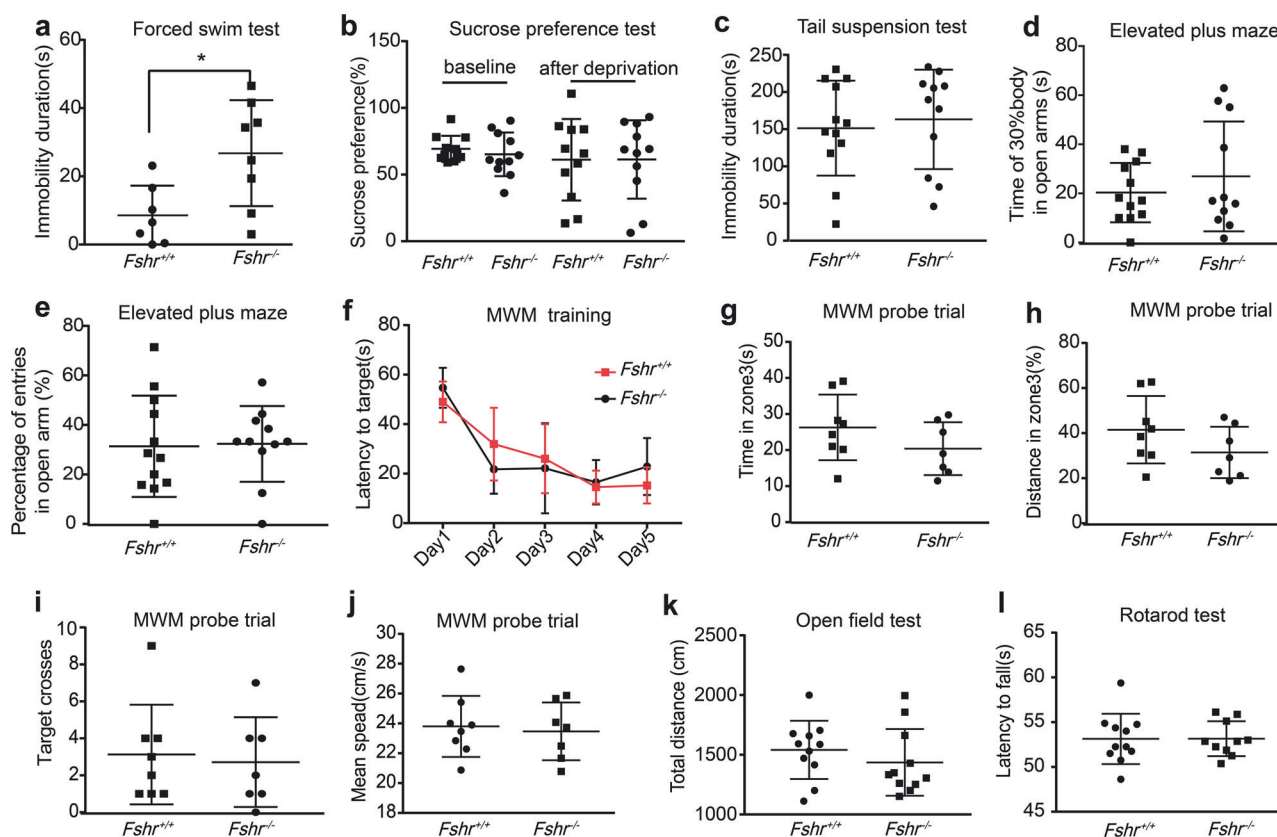 a Forced swim test
Immobility duration(s)
60
40
20
0
*
Fshr+/+ Fshr-/-
b Sucrose preference test
Sucrose preference(%)
150
100
50
0
baseline after deprivation
Fshr+/+ Fshr-/- Fshr+/+ Fshr-/-
c Tail suspension test
Immobility duration(s)
250
200
150
100
50
0
Fshr+/+ Fshr-/-
d Elevated plus maze
Time of 30%body
in open arms (s)
80
60
40
20
0
Fshr+/+ Fshr-/-
e Elevated plus maze
Percentage of entries
in open arm (%)
80
60
40
20
0
Fshr+/+ Fshr-/-
f MWM training
Latency to target(s)
80
60
40
20
0
Fshr+/+
Fshr-/-
Day1 Day2 Day3 Day4 Day5
g MWM probe trial
Time in zone3(s)
50
40
30
20
10
0
Fshr+/+ Fshr-/-
h MWM probe trial
Distance in zone3(%)
80
60
40
20
0
Fshr+/+ Fshr-/-
i MWM probe trial
Target crosses
10
8
6
4
2
0
Fshr+/+ Fshr-/-
j MWM probe trial
Mean spead(cm/s)
30
28
26
24
22
20
18
16
Fshr+/+ Fshr-/-
k Open field test
Total distance (cm)
2500
2000
1500
1000
Fshr+/+ Fshr-/-
l Rotarod test
Latency to fall(s)
65
60
55
50
45
Fshr+/+ Fshr-/-